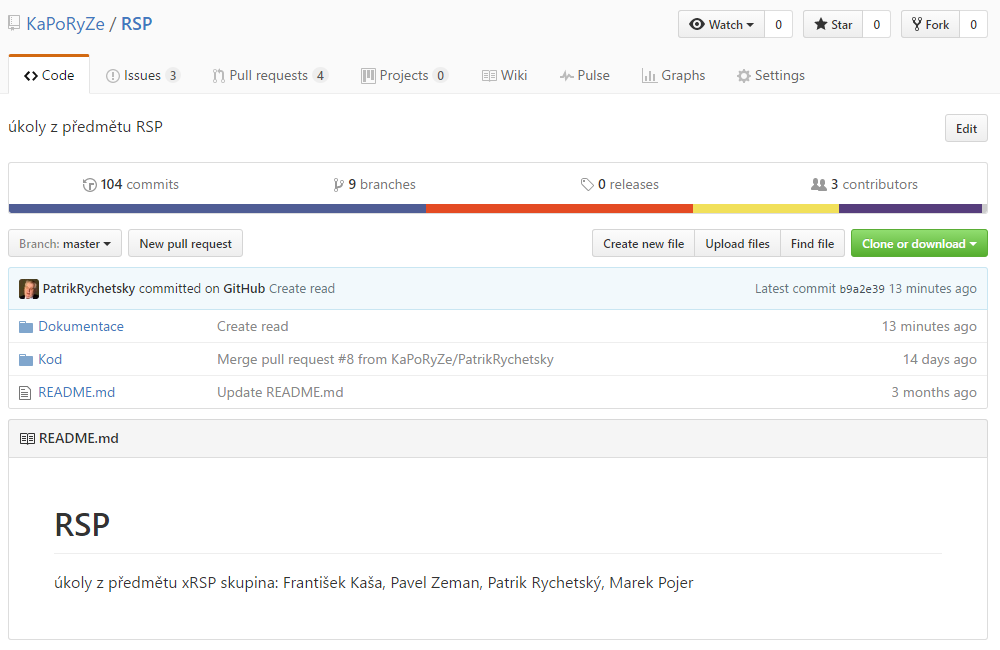 KaPoRyZe / RSP Watch 0 Star 0 Fork 0
Code Issues 3 Pull requests 4 Projects 0 Wiki Pulse Graphs Settings
úkoly z předmětu RSP Edit
104 commits 9 branches 0 releases 3 contributors
Branch: master New pull request Create new file Upload files Find file Clone or download
PatrikRychetsky committed on GitHub Create read Latest commit b9a2e39 13 minutes ago
Dokumentace Create read 13 minutes ago
Kod Merge pull request #8 from KaPoRyZe/PatrikRychetsky 14 days ago
README.md Update README.md 3 months ago
README.md
RSP
úkoly z předmětu xRSP skupina: František Kaša, Pavel Zeman, Patrik Rychetský, Marek Pojer